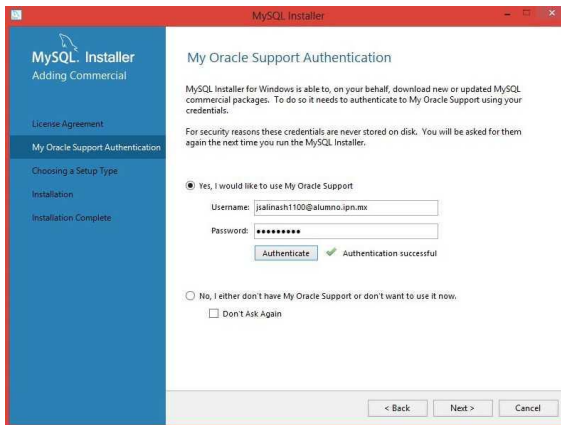 MySQL Installer
MySQL. Installer
Adding Commercial
License Agreement
My Oracle Support Authentication
Choosing a Setup Type
Installation
Installation Complete
My Oracle Support Authentication
MySQL Installer for Windows is able to, on your behalf, download new or updated MySQL
commercial packages. To do so it needs to authenticate to My Oracle Support using your
credentials.
For security reasons these credentials are never stored on disk. You will be asked for them
again the next time you run the MySQL Installer.
Yes, I would like to use My Oracle Support
Username: jsalinash1100@alumno.ipn.mx
Password: •••••••••
Authenticate Authentication successful
No, I either don't have My Oracle Support or don't want to use it now.
Don't Ask Again
< Back Next > Cancel